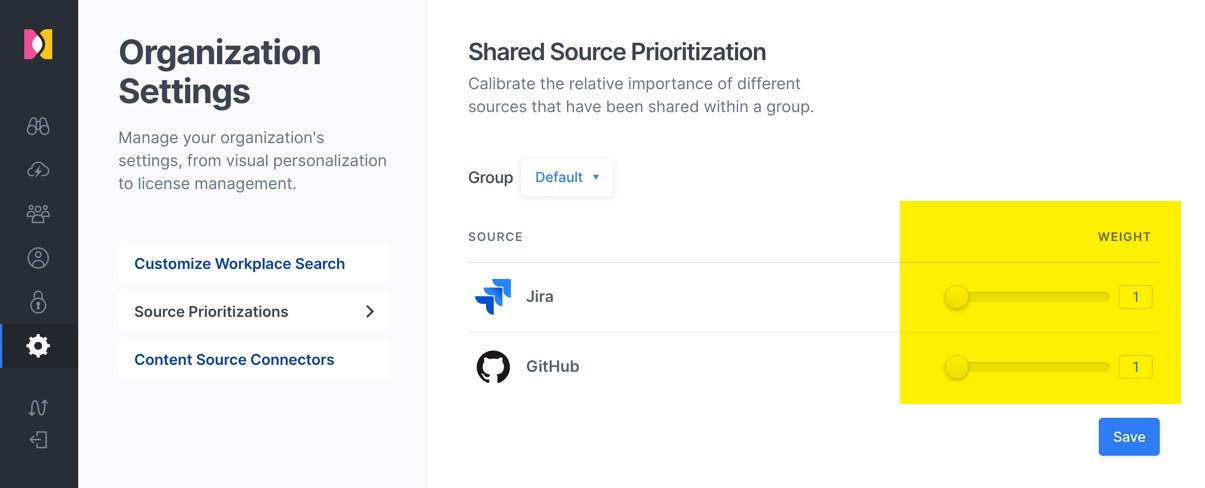 Organization
Settings
Manage your organization's
settings, from visual personalization
to license management.
Customize Workplace Search
Source Prioritizations
Content Source Connectors
Shared Source Prioritization
Calibrate the relative importance of different
sources that have been shared within a group.
Group Default
SOURCE WEIGHT
Jira 1
GitHub 1
Save